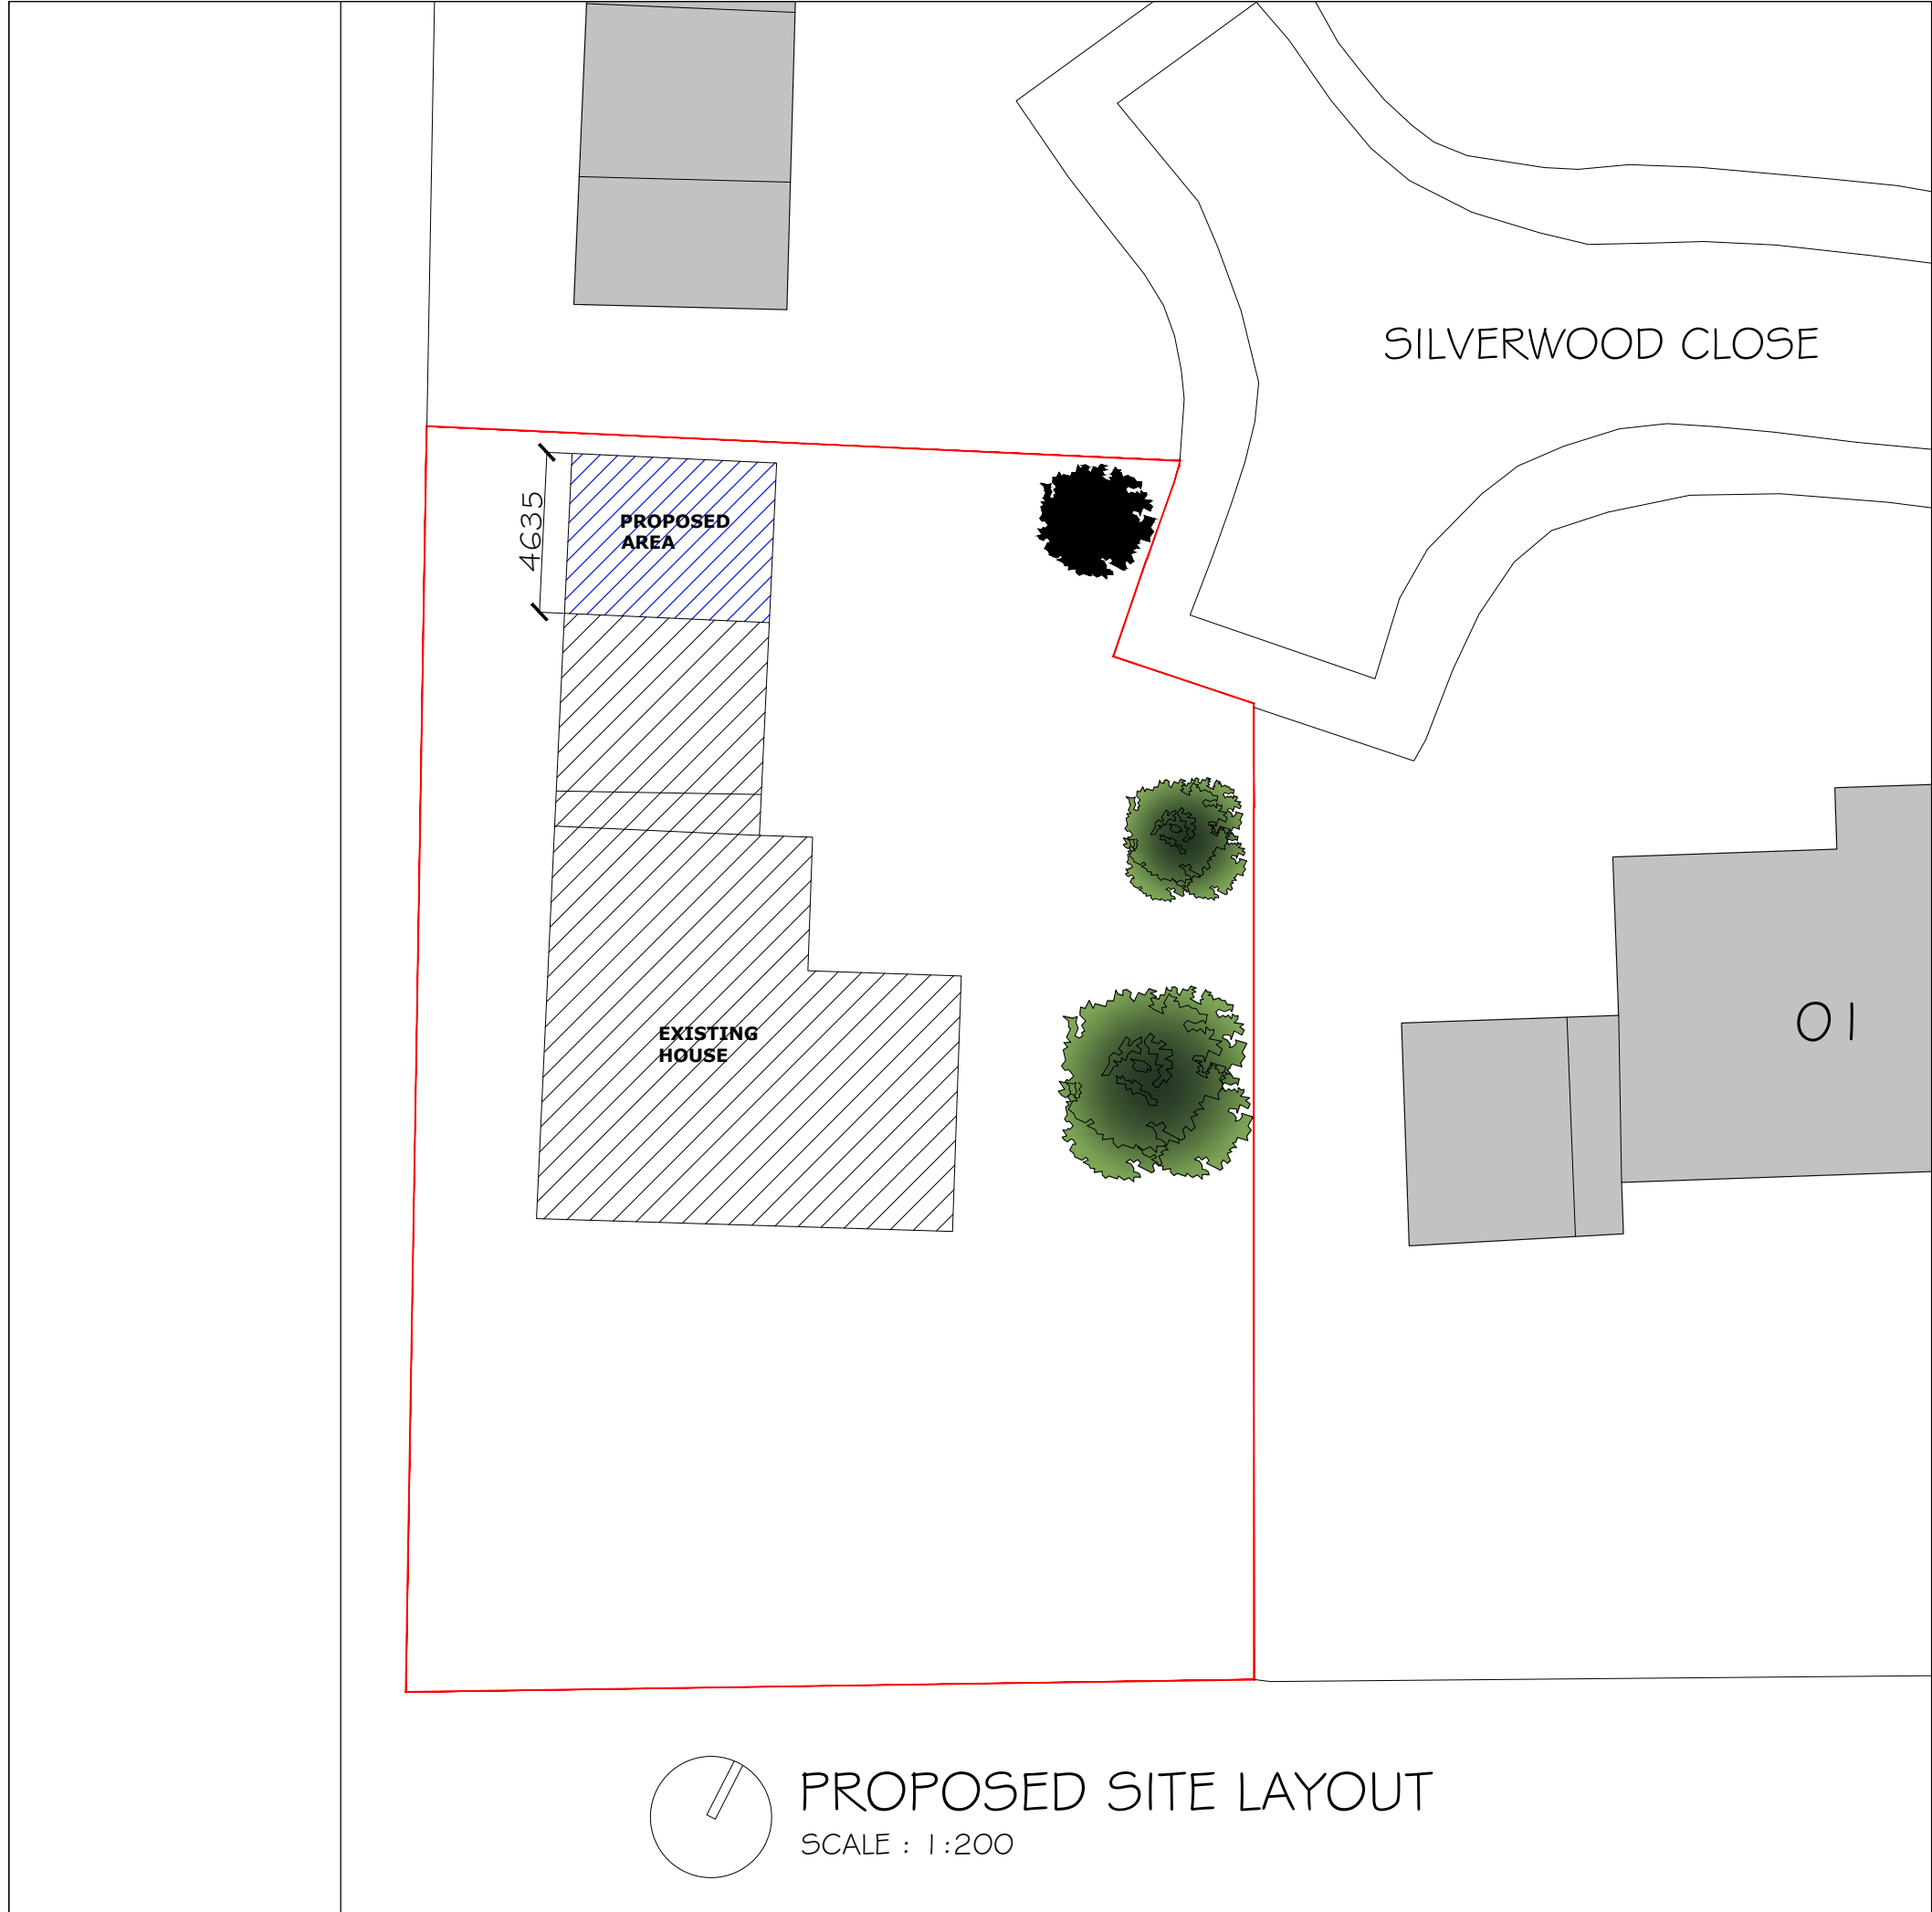 SILVERWOOD CLOSE
4635
PROPOSED
AREA
01
EXISTING
HOUSE
PROPOSED SITE LAYOUT
SCALE : 1:200